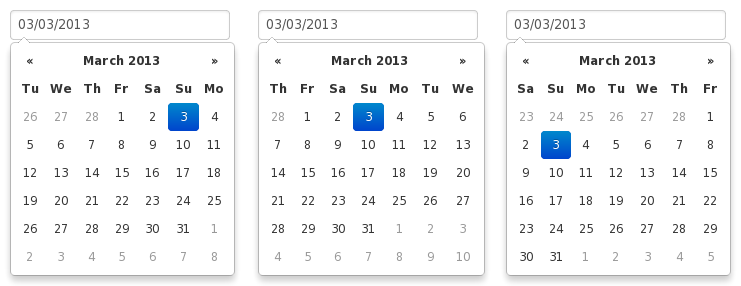 03/03/2013
« March 2013 »
Tu We Th Fr Sa Su Mo
26 27 28 1 2 3 4
5 6 7 8 9 10 11
12 13 14 15 16 17 18
19 20 21 22 23 24 25
26 27 28 29 30 31 1
2 3 4 5 6 7 8
03/03/2013
« March 2013 »
Th Fr Sa Su Mo Tu We
28 1 2 3 4 5 6
7 8 9 10 11 12 13
14 15 16 17 18 19 20
21 22 23 24 25 26 27
28 29 30 31 1 2 3
4 5 6 7 8 9 10
03/03/2013
« March 2013 »
Sa Su Mo Tu We Th Fr
23 24 25 26 27 28 1
2 3 4 5 6 7 8
9 10 11 12 13 14 15
16 17 18 19 20 21 22
23 24 25 26 27 28 29
30 31 1 2 3 4 5